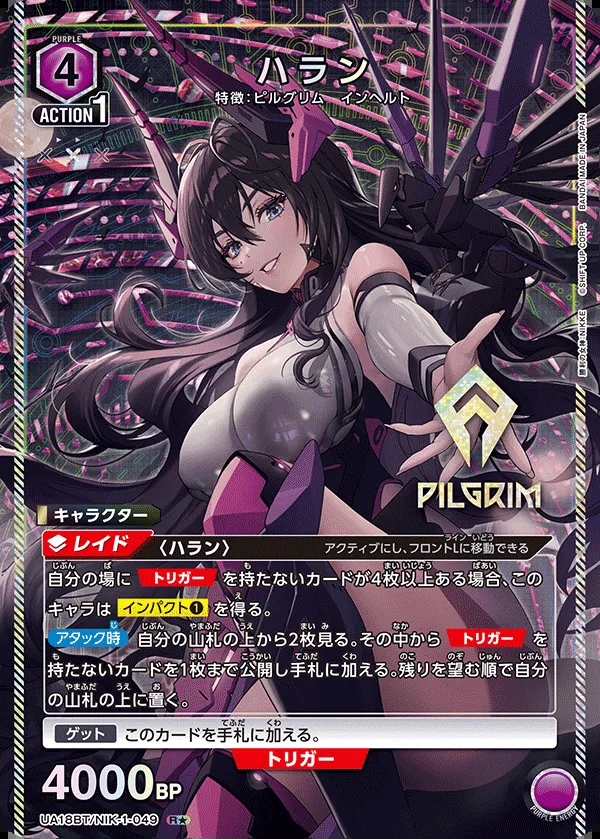 PURPLE
4
ACTION 1
ハラン
特徴:ピルグリム インヘルト
BANDAI MADE IN JAPAN
©SHIFT UP CORP.
勝利の女神:NIKKE
PILGRIM
キャラクター
レイド 〈ハラン〉 アクティブにし、フロントLに移動できる
自分の場に トリガー を持たないカードが4枚以上ある場合、この
キャラは インパクト❶ を得る。
アタック時 自分の山札の上から2枚見る。その中から トリガー を
持たないカードを1枚まで公開し手札に加える。残りを望む順で自分
の山札の上に置く。
ゲット このカードを手札に加える。
トリガー
4000BP
UA18BT/NIK-1-049 R★
PURPLE ENERGY